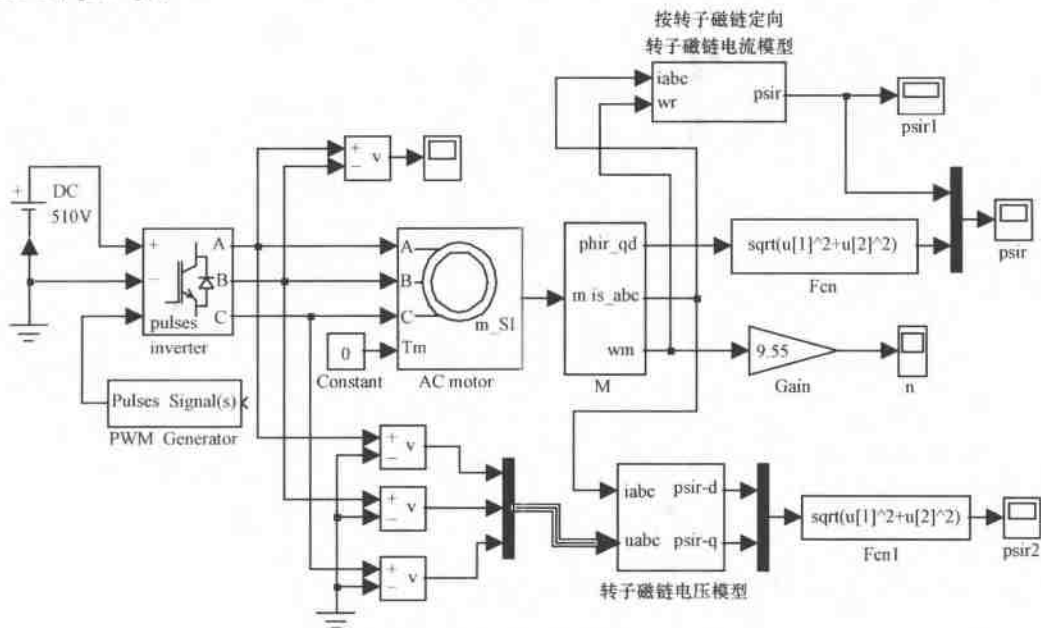 按转子磁链定向
转子磁链电流模型
iabc
wr
psir
psir1
+
−
v
+ DC
510V
+
−
pulses
A
B
C
inverter
A
B
C
Tm
m_SI
AC motor
0
Constant
Pulses Signal(s)
PWM Generator
m
phir_qd
is_abc
wm
M
sqrt(u[1]^2+u[2]^2)
Fcn
psir
9.55
Gain
n
+
−
v
+
−
v
+
−
v
iabc
uabc
psir-d
psir-q
转子磁链电压模型
sqrt(u[1]^2+u[2]^2)
Fcn1
psir2